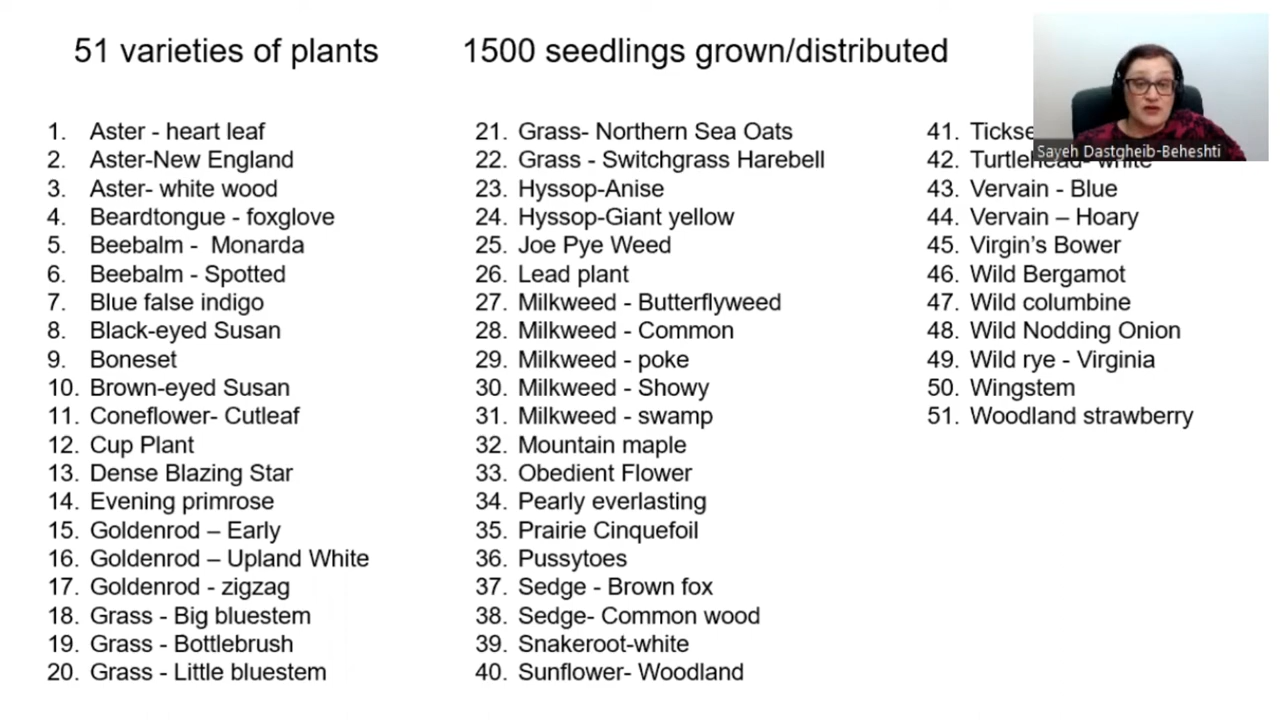 51 varieties of plants
1500 seedlings grown/distributed
1. Aster - heart leaf
2. Aster-New England
3. Aster- white wood
4. Beardtongue - foxglove
5. Beebalm - Monarda
6. Beebalm - Spotted
7. Blue false indigo
8. Black-eyed Susan
9. Boneset
10. Brown-eyed Susan
11. Coneflower- Cutleaf
12. Cup Plant
13. Dense Blazing Star
14. Evening primrose
15. Goldenrod – Early
16. Goldenrod – Upland White
17. Goldenrod - zigzag
18. Grass - Big bluestem
19. Grass - Bottlebrush
20. Grass - Little bluestem
21. Grass- Northern Sea Oats
22. Grass - Switchgrass Harebell
23. Hyssop-Anise
24. Hyssop-Giant yellow
25. Joe Pye Weed
26. Lead plant
27. Milkweed - Butterflyweed
28. Milkweed - Common
29. Milkweed - poke
30. Milkweed - Showy
31. Milkweed - swamp
32. Mountain maple
33. Obedient Flower
34. Pearly everlasting
35. Prairie Cinquefoil
36. Pussytoes
37. Sedge - Brown fox
38. Sedge- Common wood
39. Snakeroot-white
40. Sunflower- Woodland
41.
42. Turtlehead- white
43. Vervain - Blue
44. Vervain – Hoary
45. Virgin's Bower
46. Wild Bergamot
47. Wild columbine
48. Wild Nodding Onion
49. Wild rye - Virginia
50. Wingstem
51. Woodland strawberry
Sayeh Dastgheib-Beheshti